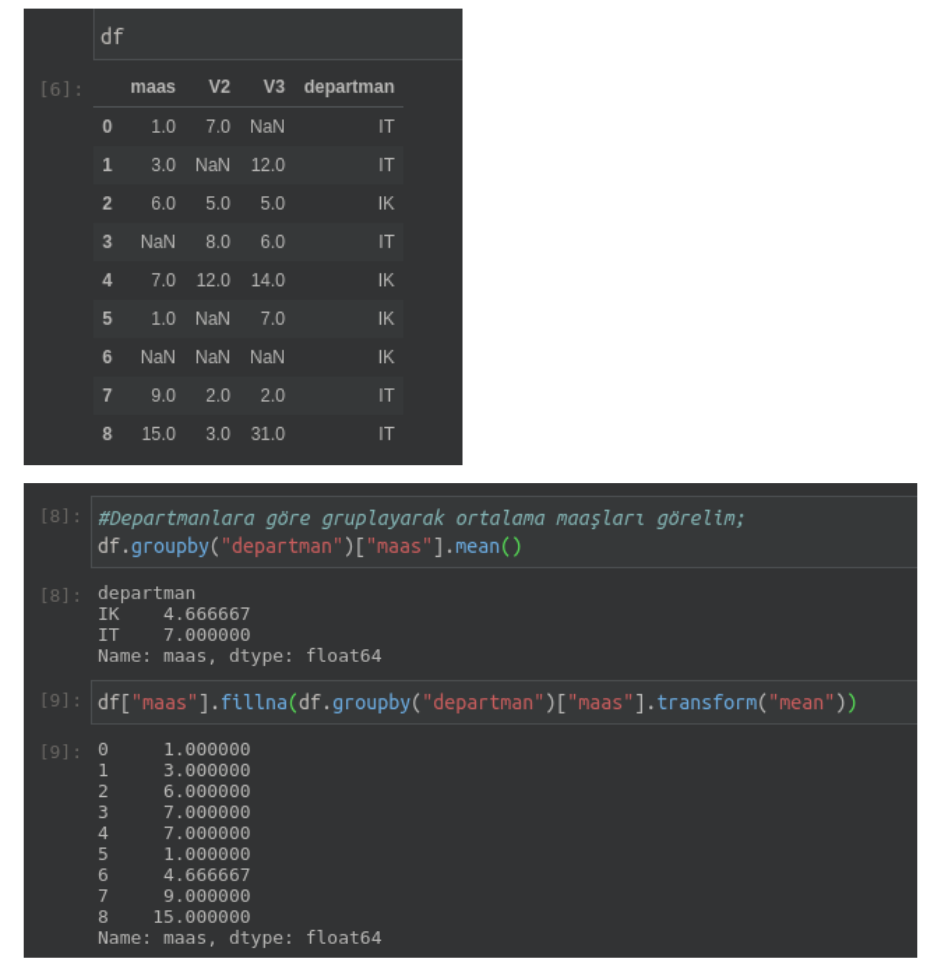 df
[6]:
maas V2 V3 departman
0 1.0 7.0 NaN IT
1 3.0 NaN 12.0 IT
2 6.0 5.0 5.0 IK
3 NaN 8.0 6.0 IT
4 7.0 12.0 14.0 IK
5 1.0 NaN 7.0 IK
6 NaN NaN NaN IK
7 9.0 2.0 2.0 IT
8 15.0 3.0 31.0 IT
[8]: #Departmanlara göre gruplayarak ortalama maaşları görelim;
df.groupby("departman")["maas"].mean()
[8]: departman
IK 4.666667
IT 7.000000
Name: maas, dtype: float64
[9]: df["maas"].fillna(df.groupby("departman")["maas"].transform("mean"))
[9]: 0 1.000000
1 3.000000
2 6.000000
3 7.000000
4 7.000000
5 1.000000
6 4.666667
7 9.000000
8 15.000000
Name: maas, dtype: float64